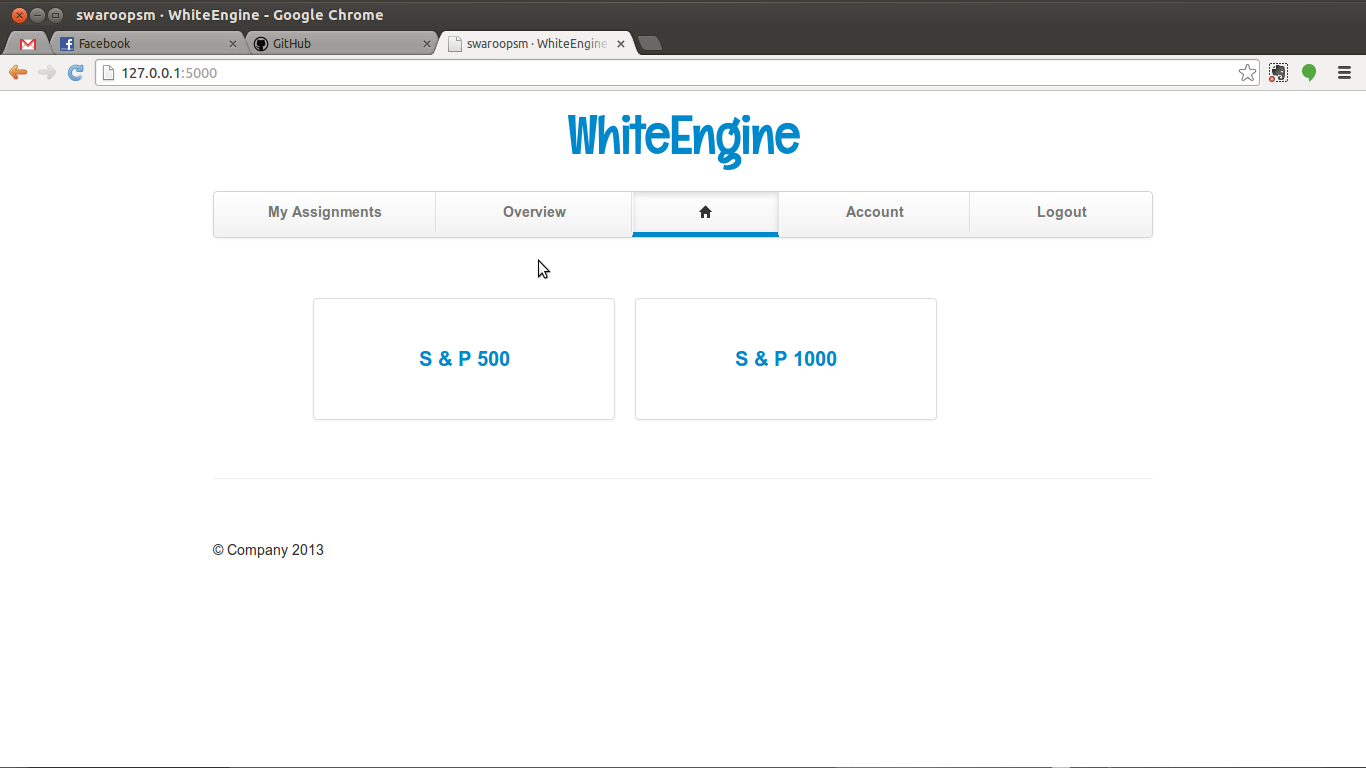 swaroopsm · WhiteEngine - Google Chrome
Facebook
GitHub
swaroopsm · WhiteEngine
127.0.0.1:5000
WhiteEngine
My Assignments
Overview
Account
Logout
S & P 500
S & P 1000
© Company 2013